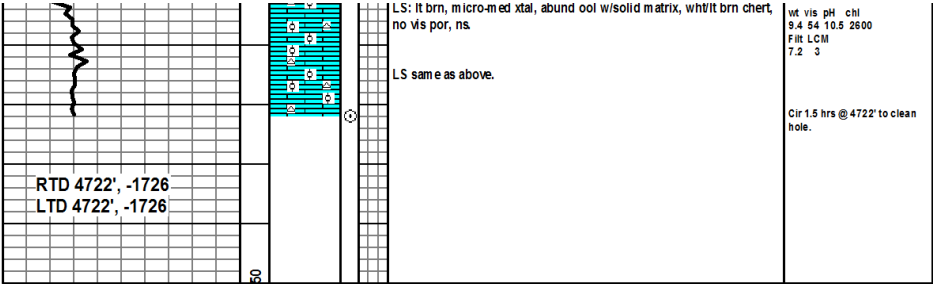 LS: lt brn, micro-med xtal, abund ool w/solid matrix, wht/lt brn chert,
no vis por, ns.
LS same as above.
wt vis pH chl
9.4 54 10.5 2600
Filt LCM
7.2 3
Cir 1.5 hrs @ 4722' to clean
hole.
RTD 4722', -1726
LTD 4722', -1726
50